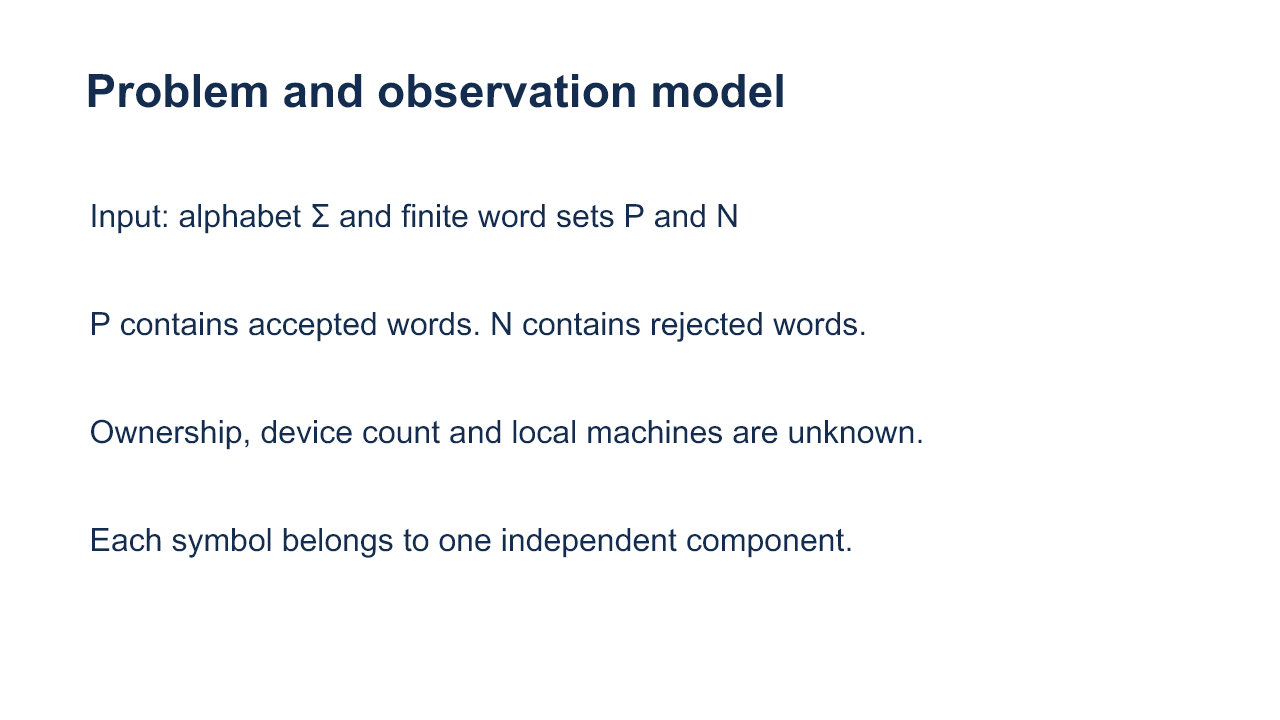 Problem and observation model
Input: alphabet Σ and finite word sets P and N
P contains accepted words. N contains rejected words.
Ownership, device count and local machines are unknown.
Each symbol belongs to one independent component.